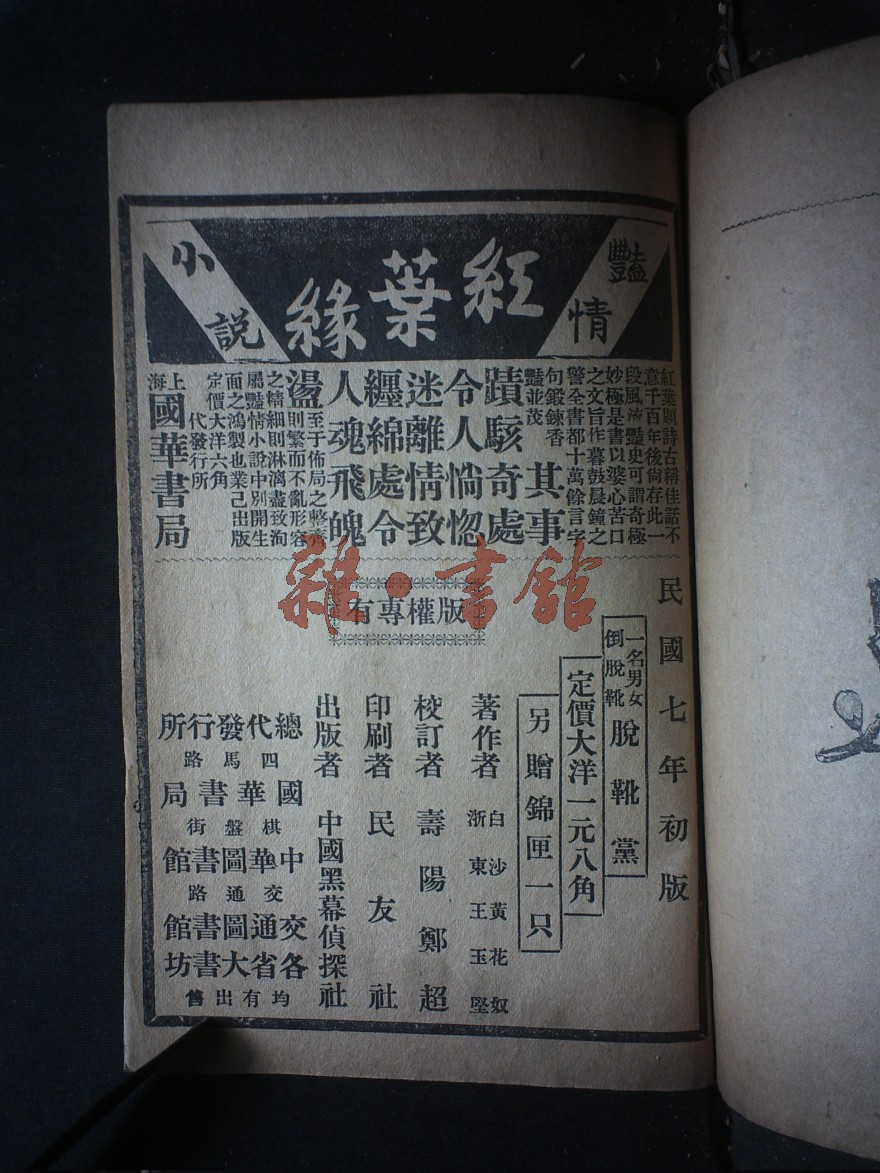 豔情
紅葉緣
小說
紅葉題詩古稱佳話不
意千百年後尙存此一
段風流豔史可謂奇極
妙極是書以婆心苦口
之文旨作暮鼓晨鐘之
警全書都十萬餘言字
句鍛鍊香
豔並茂
其事
蹟駭奇處
令人惝惚
迷離情致
纏綿處令
人魂飛魄
盪
至于佈局之整齊
則繁而不亂形容
之精細則淋漓盡致洵
屬豔情小說中別開生
面之鴻製也業已出版
定價大洋六角
代發行所
上海
國華書局
版權專有
民國七年初版
一名男女
倒脫靴
脫靴黨
定價大洋一元八角
另贈錦匣一只
著作者
白沙黃花奴
浙東王玉堅
校訂者 壽陽鄭超
印刷者 民友社
出版者 中國黑幕偵探社
總代發行所
四馬路
國華書局
棋盤街
中華圖書館
交通路
交通圖書館
各省大書坊
均有出售
雜·書館